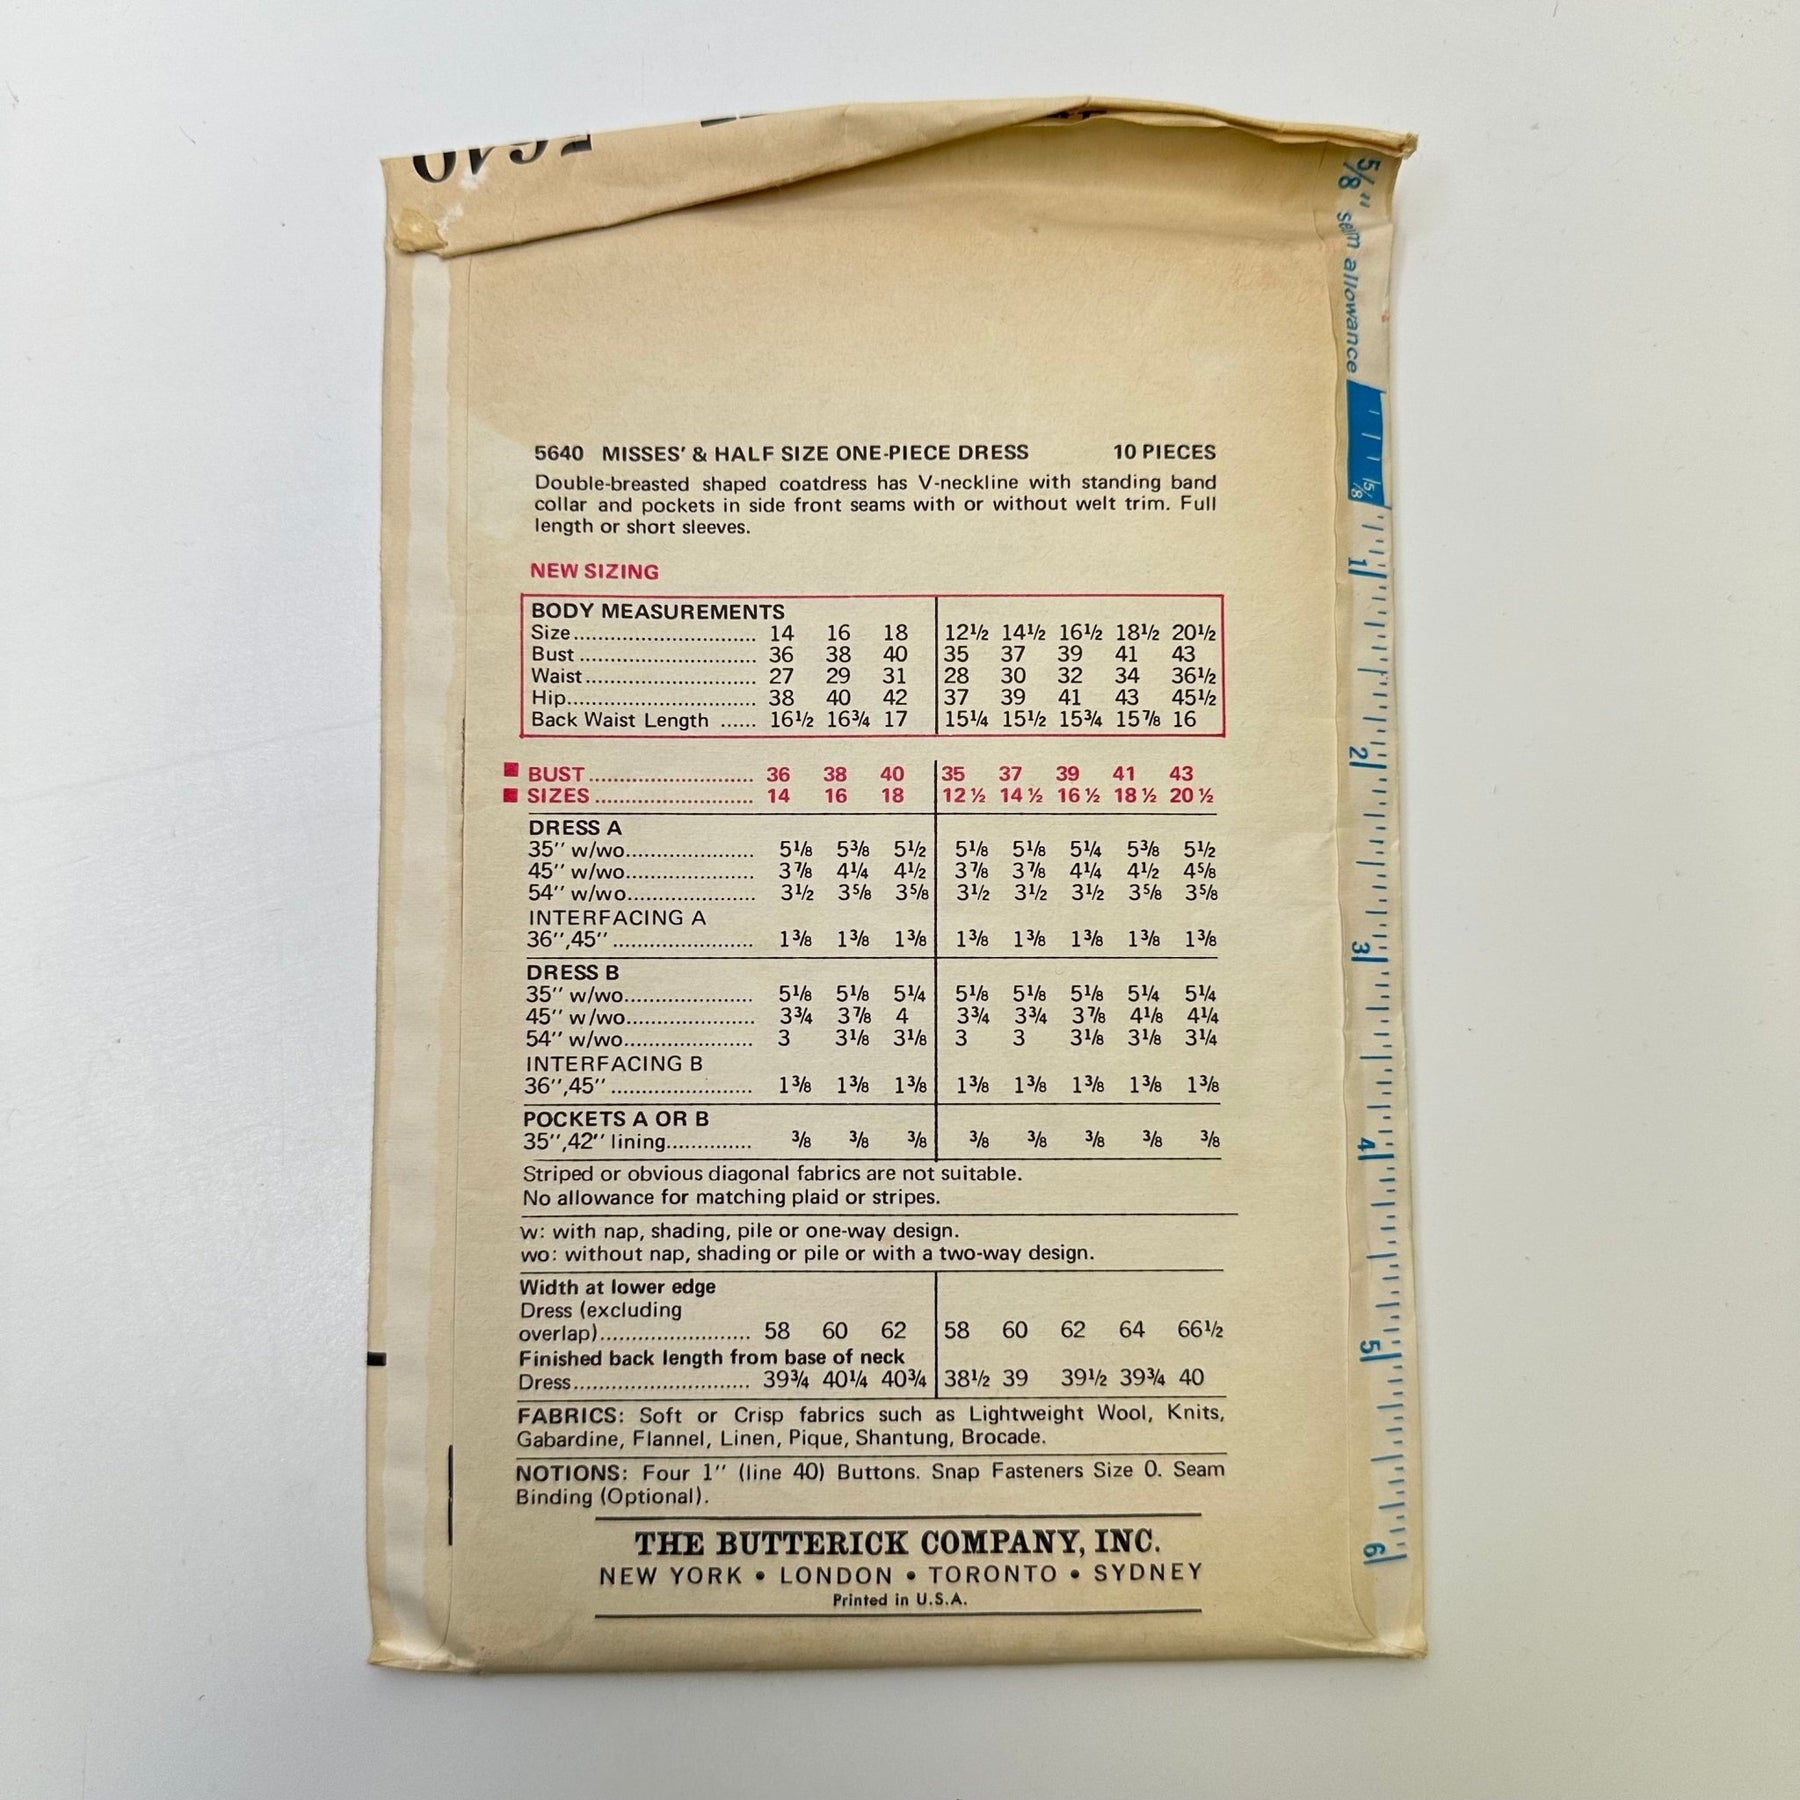 5640 MISSES' & HALF SIZE ONE-PIECE DRESS 10 PIECES
Double-breasted shaped coatdress has V-neckline with standing band
collar and pockets in side front seams with or without welt trim. Full
length or short sleeves.
NEW SIZING
BODY MEASUREMENTS
Size............................. 14 16 18 12½ 14½ 16½ 18½ 20½
Bust............................. 36 38 40 35 37 39 41 43
Waist............................ 27 29 31 28 30 32 34 36½
Hip.............................. 38 40 42 37 39 41 43 45½
Back Waist Length ...... 16½ 16¾ 17 15¼ 15½ 15¾ 15⅞ 16
BUST........................... 36 38 40 35 37 39 41 43
SIZES.......................... 14 16 18 12½ 14½ 16½ 18½ 20½
DRESS A
35" w/wo...................... 5⅛ 5⅜ 5½ 5⅛ 5⅛ 5¼ 5⅜ 5½
45" w/wo...................... 3⅞ 4¼ 4½ 3⅞ 3⅞ 4¼ 4½ 4⅝
54" w/wo...................... 3½ 3⅝ 3⅝ 3½ 3½ 3½ 3⅝ 3⅝
INTERFACING A
36",45" ....................... 1⅜ 1⅜ 1⅜ 1⅜ 1⅜ 1⅜ 1⅜ 1⅜
DRESS B
35" w/wo...................... 5⅛ 5⅛ 5¼ 5⅛ 5⅛ 5⅛ 5¼ 5¼
45" w/wo...................... 3¾ 3⅞ 4 3¾ 3¾ 3⅞ 4⅛ 4¼
54" w/wo...................... 3 3⅛ 3⅛ 3 3 3⅛ 3⅛ 3¼
INTERFACING B
36",45" ....................... 1⅜ 1⅜ 1⅜ 1⅜ 1⅜ 1⅜ 1⅜ 1⅜
POCKETS A OR B
35",42" lining.............. ⅜ ⅜ ⅜ ⅜ ⅜ ⅜ ⅜ ⅜
Striped or obvious diagonal fabrics are not suitable.
No allowance for matching plaid or stripes.
w: with nap, shading, pile or one-way design.
wo: without nap, shading or pile or with a two-way design.
Width at lower edge
Dress (excluding
overlap)......................... 58 60 62 58 60 62 64 66½
Finished back length from base of neck
Dress............................. 39¾ 40¼ 40¾ 38½ 39 39½ 39¾ 40
FABRICS: Soft or Crisp fabrics such as Lightweight Wool, Knits,
Gabardine, Flannel, Linen, Pique, Shantung, Brocade.
NOTIONS: Four 1" (line 40) Buttons. Snap Fasteners Size 0. Seam
Binding (Optional).
THE BUTTERICK COMPANY, INC.
NEW YORK • LONDON • TORONTO • SYDNEY
Printed in U.S.A.
5/8" seam allowance
5/8
1
2
3
4
5
6